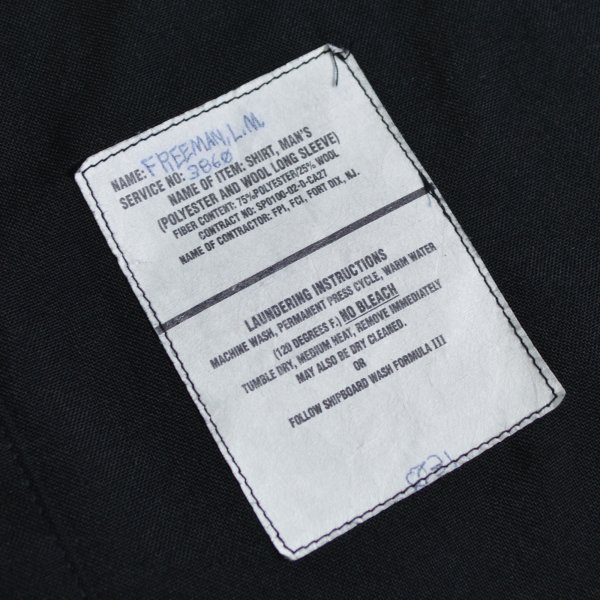 NAME: FREEMAN, L.M.
SERVICE NO: 3860
NAME OF ITEM: SHIRT, MAN'S
(POLYESTER AND WOOL LONG SLEEVE)
FIBER CONTENT: 75%POLYESTER/25% WOOL
CONTRACT NO: SPO100-02-0-CA27
NAME OF CONTRACTOR: FPI, FCI, FORT DIX, NJ.
LAUNDERING INSTRUCTIONS
MACHINE WASH, PERMANENT PRESS CYCLE, WARM WATER
(120 DEGREES F.) NO BLEACH
TUMBLE DRY, MEDIUM HEAT, REMOVE IMMEDIATELY
MAY ALSO BE DRY CLEANED.
OR
FOLLOW SHIPBOARD WASH FORMULA III